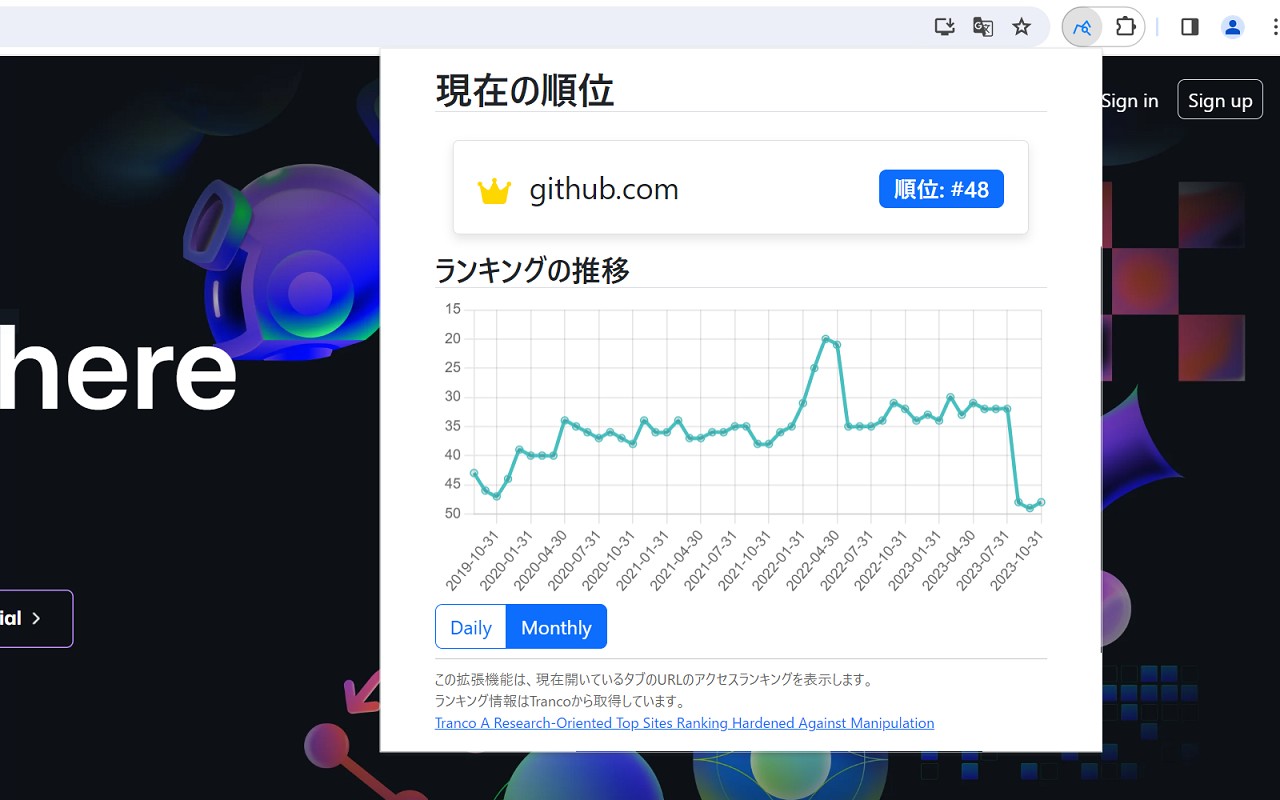 現在の順位
Sign in
Sign up
github.com
順位: #48
ランキングの推移
15
20
25
30
35
40
45
50
2019-10-31
2020-01-31
2020-04-30
2020-07-31
2020-10-31
2021-01-31
2021-04-30
2021-07-31
2021-10-31
2022-01-31
2022-04-30
2022-07-31
2022-10-31
2023-01-31
2023-04-30
2023-07-31
2023-10-31
here
ial
Daily
Monthly
この拡張機能は、現在開いているタブのURLのアクセスランキングを表示します。
ランキング情報はTrancoから取得しています。
Tranco A Research-Oriented Top Sites Ranking Hardened Against Manipulation